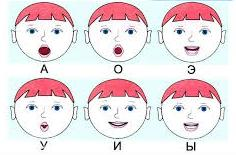 А О Э
У И Ы